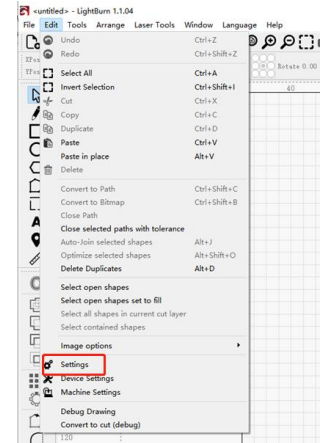 <untitled> - LightBurn 1.1.04
File Edit Tools Arrange Laser Tools Window Language Help
Undo Ctrl+Z
Redo Ctrl+Shift+Z
XPos
YPos
Rotate 0.00
Select All Ctrl+A
Invert Selection Ctrl+Shift+I
40
Cut Ctrl+X
Copy Ctrl+C
Duplicate Ctrl+D
Paste Ctrl+V
Paste in place Alt+V
Delete
Convert to Path Ctrl+Shift+C
Convert to Bitmap Ctrl+Shift+B
Close Path
Close selected paths with tolerance
Auto-Join selected shapes Alt+J
Optimize selected shapes Alt+Shift+O
Delete Duplicates Alt+D
Select open shapes
Select open shapes set to fill
Select all shapes in current cut layer
Select contained shapes
Image options
Settings
Device Settings
Machine Settings
Debug Drawing
Convert to cut (debug)
120